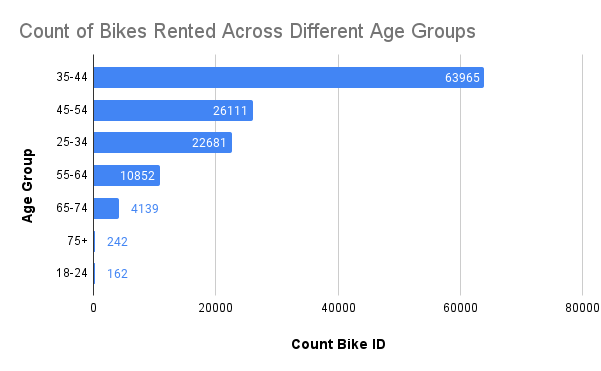 Count of Bikes Rented Across Different Age Groups
Age Group
35-44 63965
45-54 26111
25-34 22681
55-64 10852
65-74 4139
75+ 242
18-24 162
0 20000 40000 60000 80000
Count Bike ID